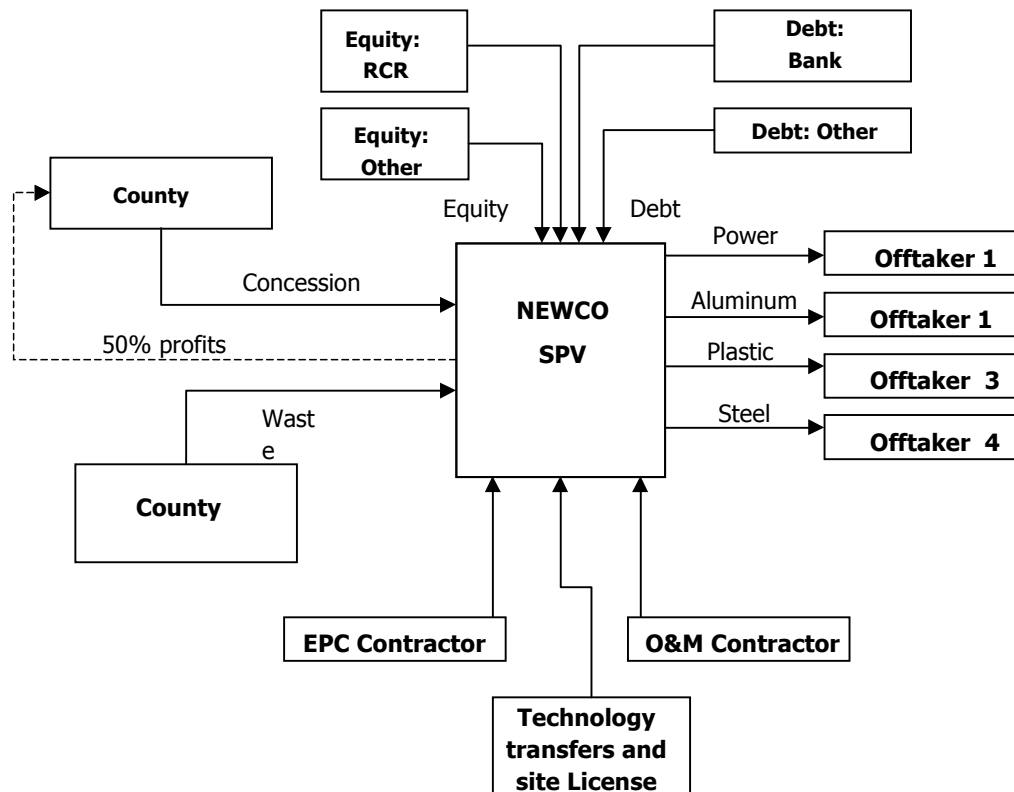 Equity:
RCR
Debt:
Bank
Equity:
Other
Debt: Other
County
Equity
Debt
Power
Offtaker 1
Concession
NEWCO
SPV
Aluminum
Offtaker 1
50% profits
Plastic
Offtaker 3
Wast
e
Steel
Offtaker 4
County
EPC Contractor
O&M Contractor
Technology
transfers and
site License